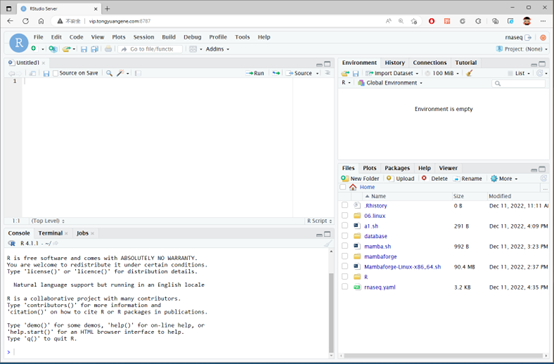 RStudio Server
不安全 vip.tongyuangene.com:8787
File Edit Code View Plots Session Build Debug Profile Tools Help
rnaseq
Go to file/function
Addins
Project: (None)
Untitled1
Source on Save
Run
Source
1
1:1 (Top Level)
R Script
Console Terminal Jobs
R 4.1.1 · ~/
R is free software and comes with ABSOLUTELY NO WARRANTY.
You are welcome to redistribute it under certain conditions.
Type 'license()' or 'licence()' for distribution details.
Natural language support but running in an English locale
R is a collaborative project with many contributors.
Type 'contributors()' for more information and
'citation()' on how to cite R or R packages in publications.
Type 'demo()' for some demos, 'help()' for on-line help, or
'help.start()' for an HTML browser interface to help.
Type 'q()' to quit R.
>
Environment History Connections Tutorial
Import Dataset 100 MiB List
R Global Environment
Environment is empty
Files Plots Packages Help Viewer
New Folder Upload Delete Rename More
Home
Name Size Modified
.Rhistory 0 B Dec 11, 2022, 11:11 A
06.linux
a1.sh 291 B Dec 11, 2022, 4:09 PM
database
mamba.sh 992 B Dec 11, 2022, 3:23 PM
mambaforge
Mambaforge-Linux-x86_64.sh 90.4 MB Dec 11, 2022, 2:37 PM
R
rnaseq.yaml 3.2 KB Dec 11, 2022, 4:35 PM